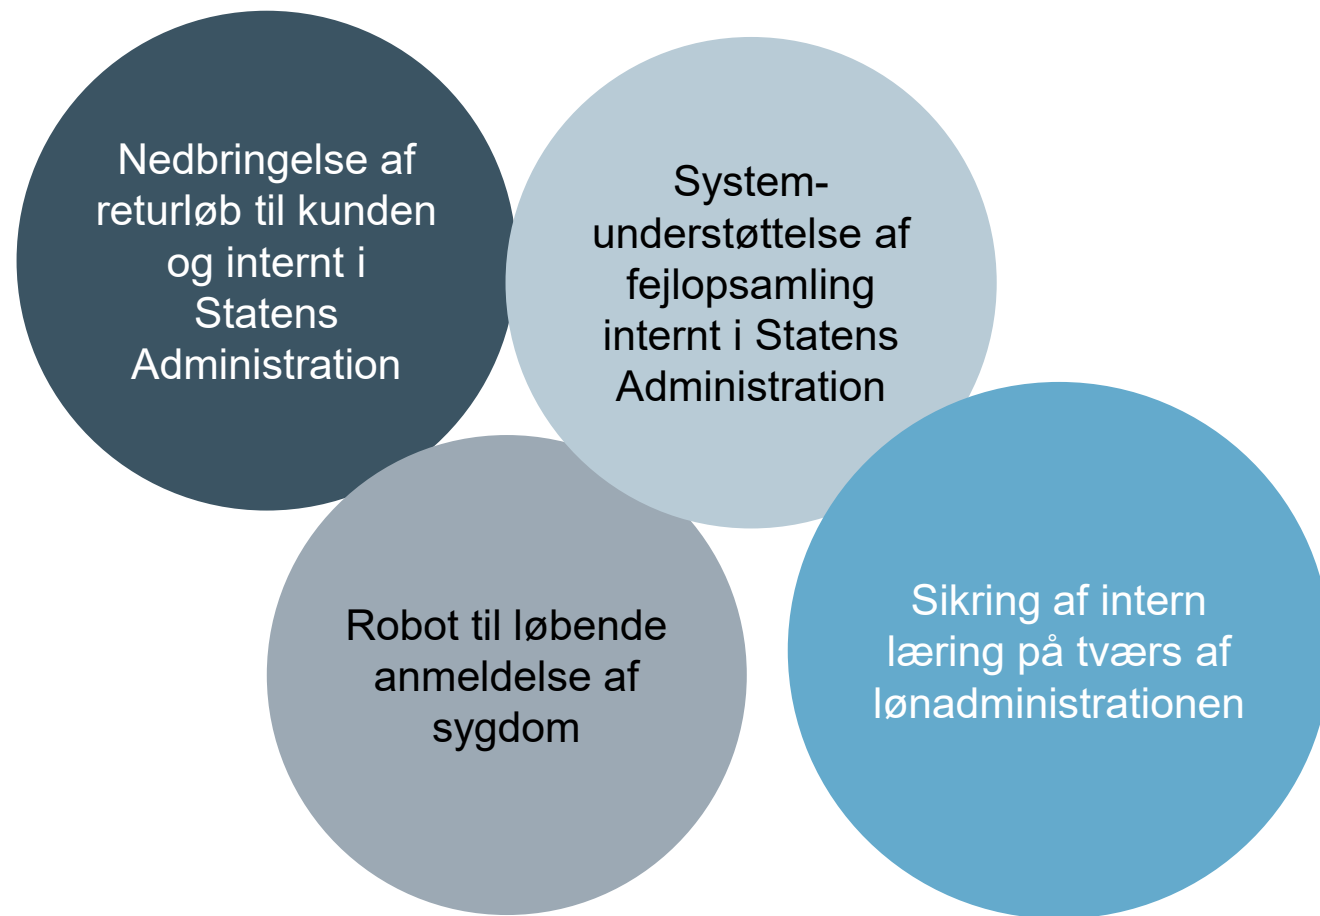 Nedbringelse af
returløb til kunden
og internt i
Statens
Administration
System-
understøttelse af
fejlopsamling
internt i Statens
Administration
Robot til løbende
anmeldelse af
sygdom
Sikring af intern
læring på tværs af
lønadministrationen